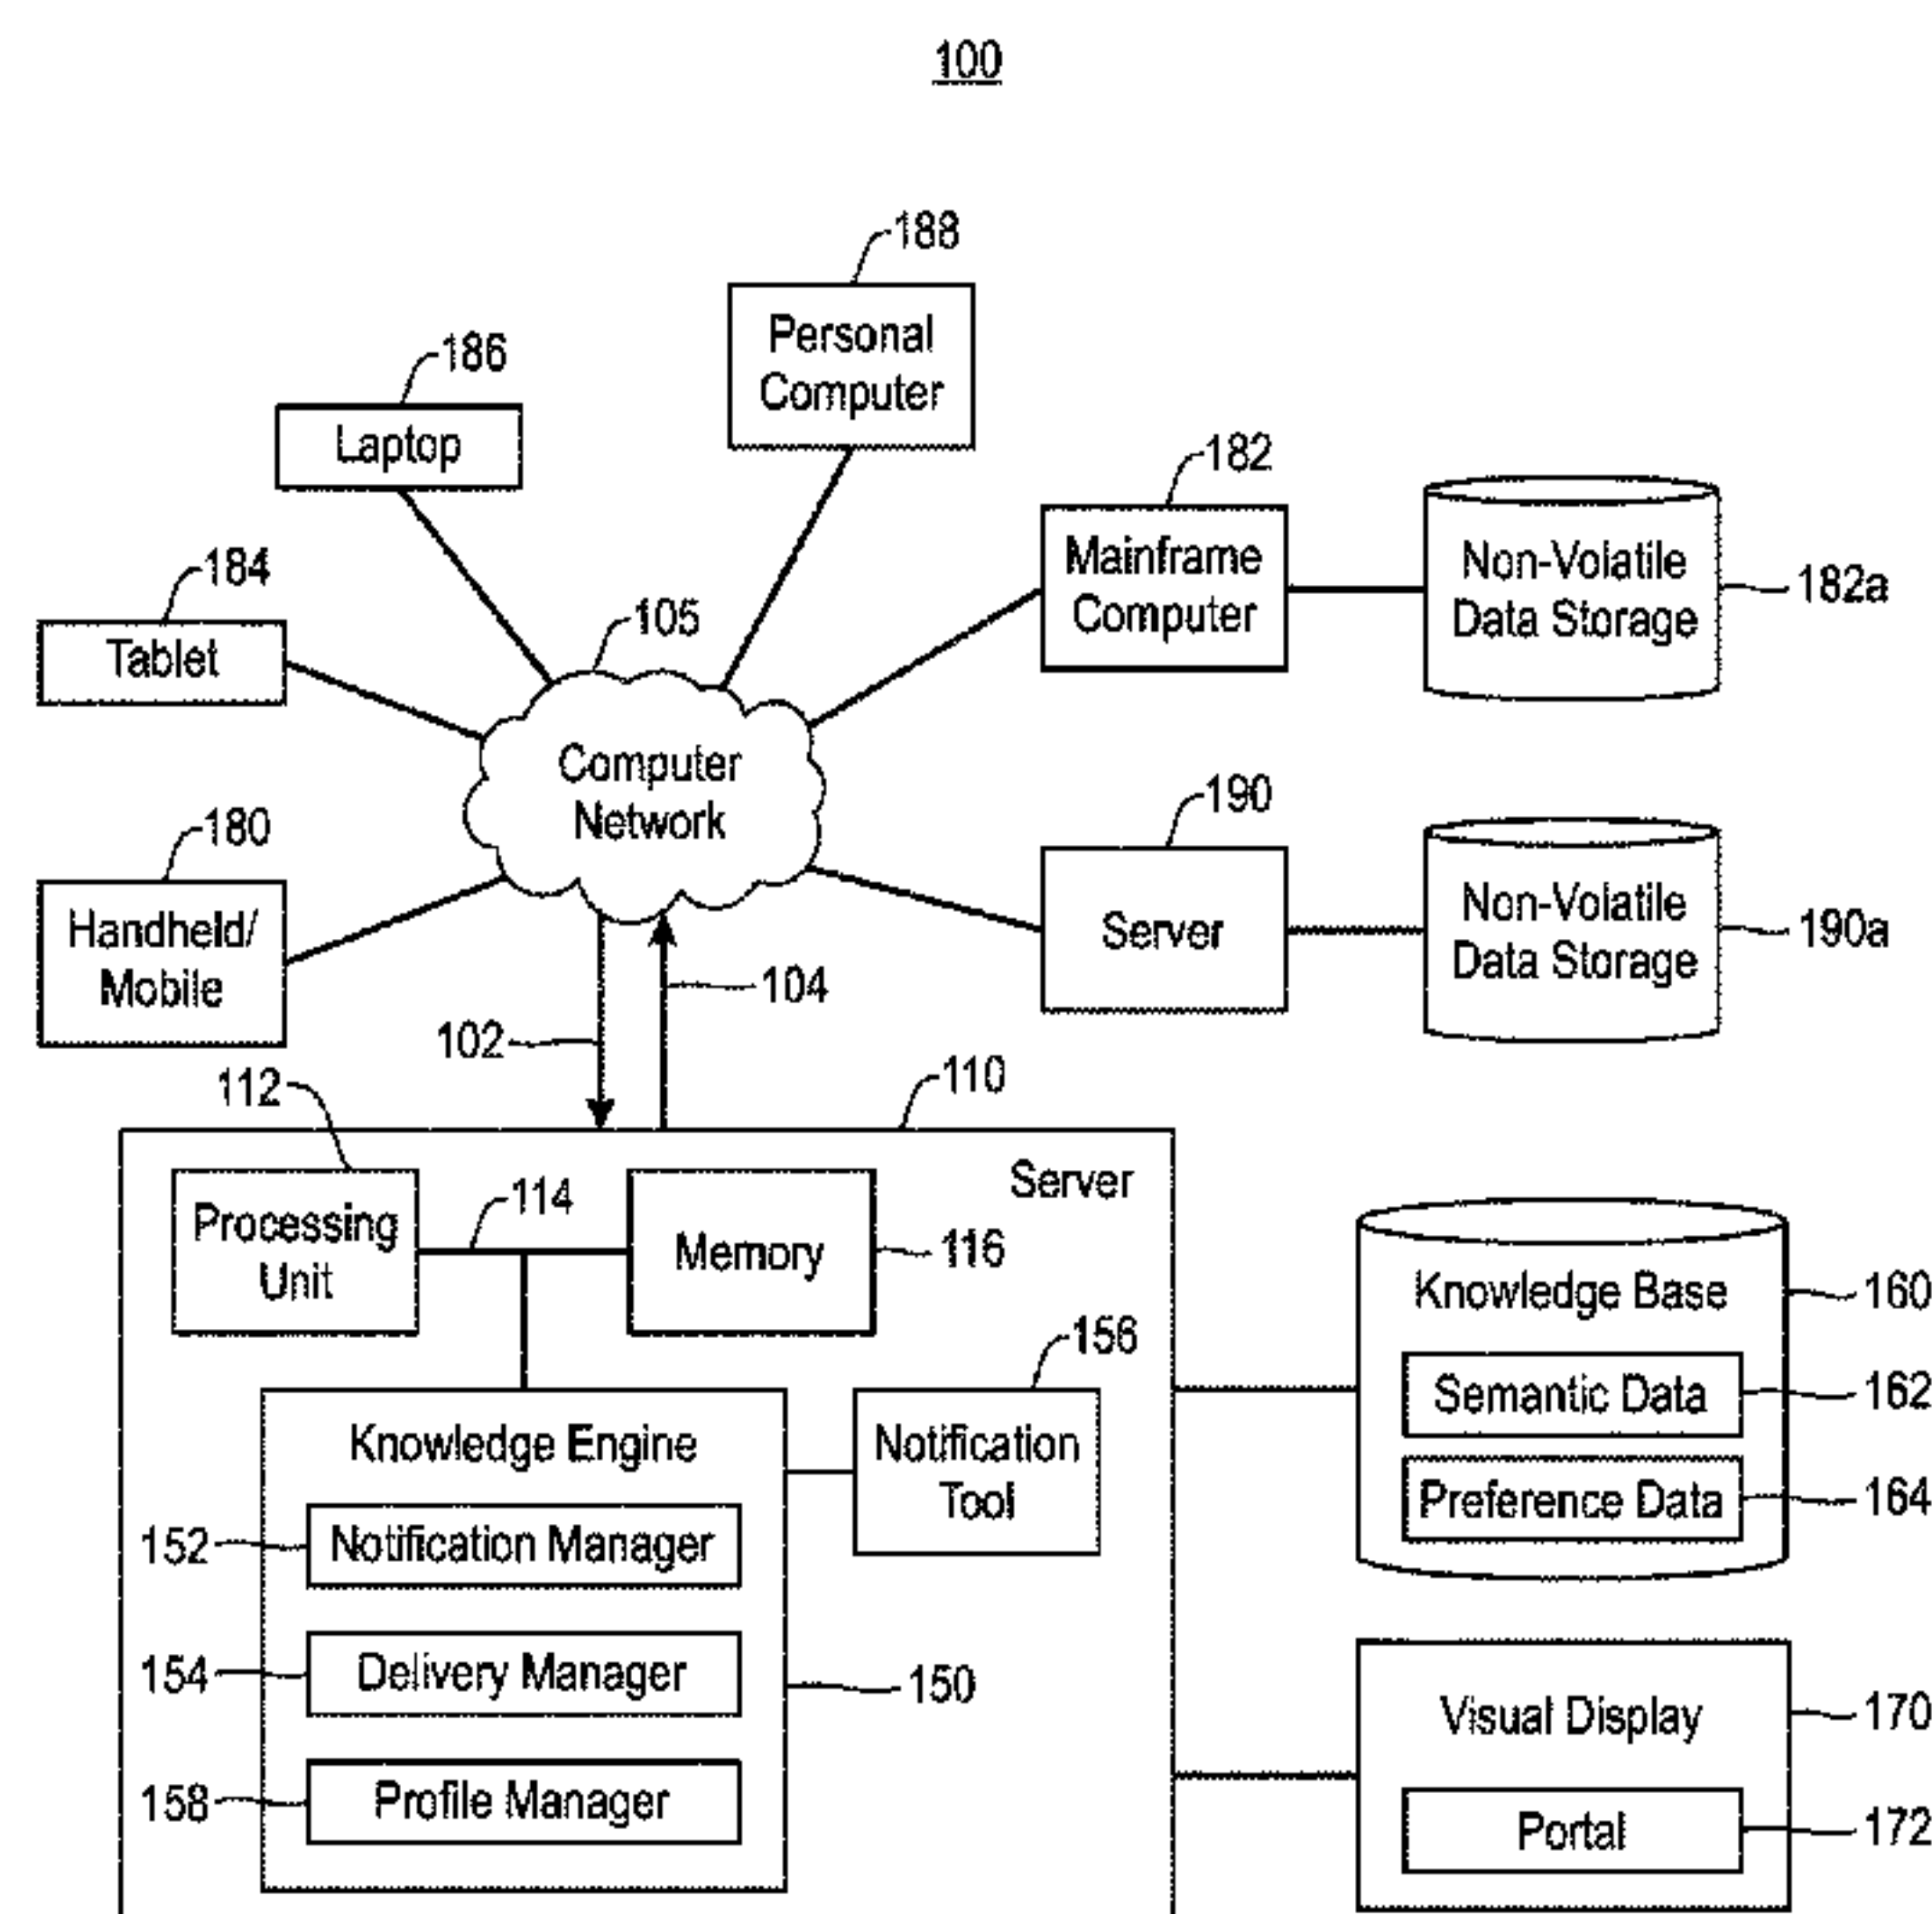 100
188
Personal
Computer
186
Laptop
182
Mainframe
Computer
Non-Volatile
Data Storage
182a
184
Tablet
105
Computer
Network
190
Server
Non-Volatile
Data Storage
190a
180
Handheld/
Mobile
104
102
112
110
Server
Processing
Unit
114
Memory
116
Knowledge Base
160
156
Semantic Data
162
Knowledge Engine
Notification
Tool
Preference Data
164
152
Notification Manager
154
Delivery Manager
150
Visual Display
170
158
Profile Manager
Portal
172